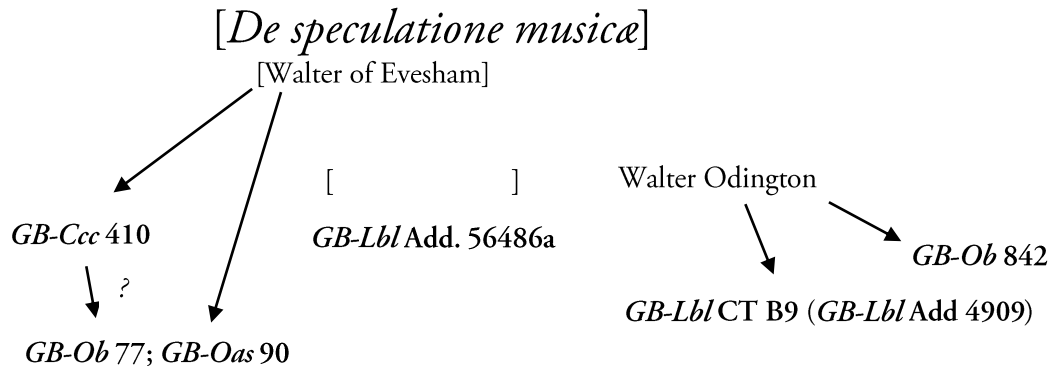 [De speculatione musicæ]
[Walter of Evesham]
[ ]
Walter Odington
GB-Ccc 410
GB-Lbl Add. 56486a
GB-Ob 842
?
GB-Lbl CT B9 (GB-Lbl Add 4909)
GB-Ob 77; GB-Oas 90